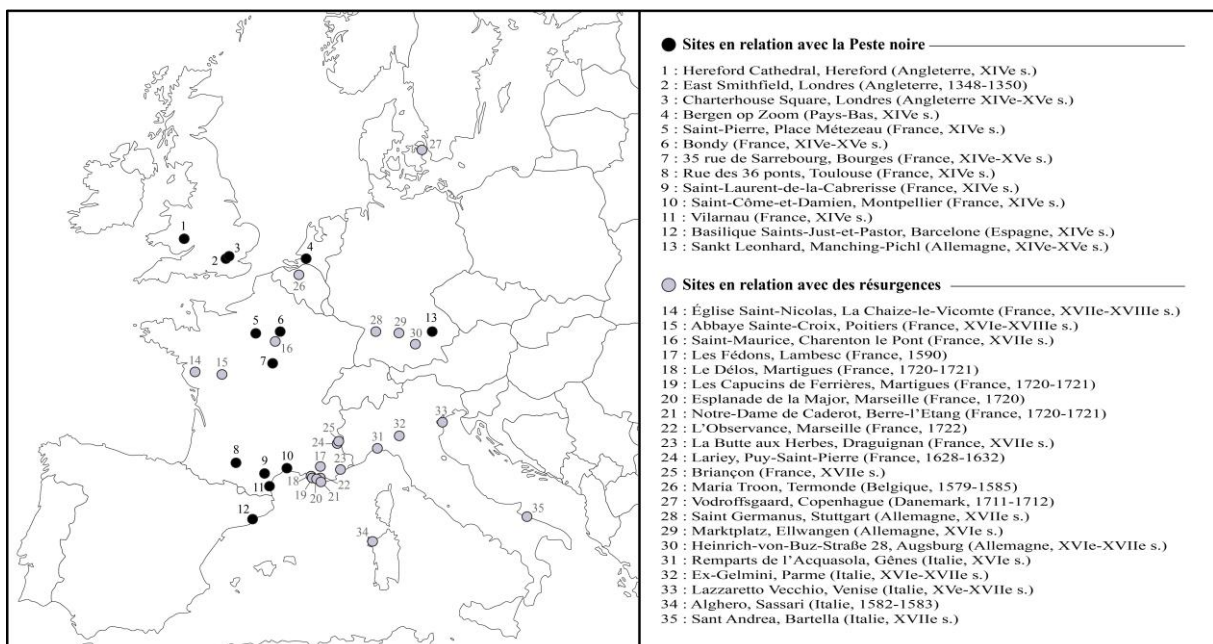 Sites en relation avec la Peste noire
1 : Hereford Cathedral, Hereford (Angleterre, XIVe s.)
2 : East Smithfield, Londres (Angleterre, 1348-1350)
3 : Charterhouse Square, Londres (Angleterre XIVe-XVe s.)
4 : Bergen op Zoom (Pays-Bas, XIVe s.)
5 : Saint-Pierre, Place Métezeau (France, XIVe s.)
6 : Bondy (France, XIVe-XVe s.)
7 : 35 rue de Sarrebourg, Bourges (France, XIVe-XVe s.)
8 : Rue des 36 ponts, Toulouse (France, XIVe s.)
9 : Saint-Laurent-de-la-Cabrerisse (France, XIVe s.)
10 : Saint-Côme-et-Damien, Montpellier (France, XIVe s.)
11 : Vilarnau (France, XIVe s.)
12 : Basilique Saints-Just-et-Pastor, Barcelone (Espagne, XIVe s.)
13 : Sankt Leonhard, Manching-Pichl (Allemagne, XIVe-XVe s.)
Sites en relation avec des résurgences
14 : Église Saint-Nicolas, La Chaize-le-Vicomte (France, XVIIe-XVIIIe s.)
15 : Abbaye Sainte-Croix, Poitiers (France, XVIe-XVIIIe s.)
16 : Saint-Maurice, Charenton le Pont (France, XVIIe s.)
17 : Les Fédons, Lambesc (France, 1590)
18 : Le Délos, Martigues (France, 1720-1721)
19 : Les Capucins de Ferrières, Martigues (France, 1720-1721)
20 : Esplanade de la Major, Marseille (France, 1720)
21 : Notre-Dame de Caderot, Berre-l'Etang (France, 1720-1721)
22 : L'Observance, Marseille (France, 1722)
23 : La Butte aux Herbes, Draguignan (France, XVIIe s.)
24 : Lariey, Puy-Saint-Pierre (France, 1628-1632)
25 : Briançon (France, XVIIe s.)
26 : Maria Troon, Termonde (Belgique, 1579-1585)
27 : Vodroffsgaard, Copenhague (Danemark, 1711-1712)
28 : Saint Germanus, Stuttgart (Allemagne, XVIIe s.)
29 : Marktplatz, Ellwangen (Allemagne, XVIe s.)
30 : Heinrich-von-Buz-Straße 28, Augsburg (Allemagne, XVIe-XVIIe s.)
31 : Remparts de l'Acquasola, Gênes (Italie, XVIe s.)
32 : Ex-Gelmini, Parme (Italie, XVIe-XVIIe s.)
33 : Lazzaretto Vecchio, Venise (Italie, XVe-XVIIe s.)
34 : Alghero, Sassari (Italie, 1582-1583)
35 : Sant Andrea, Bartella (Italie, XVIIe s.)
27
1
3
2
4
26
5
6
16
28
29
13
30
7
14
15
25
24
32
33
31
8
9
10
17
23
18
19
20
22
21
11
12
35
34